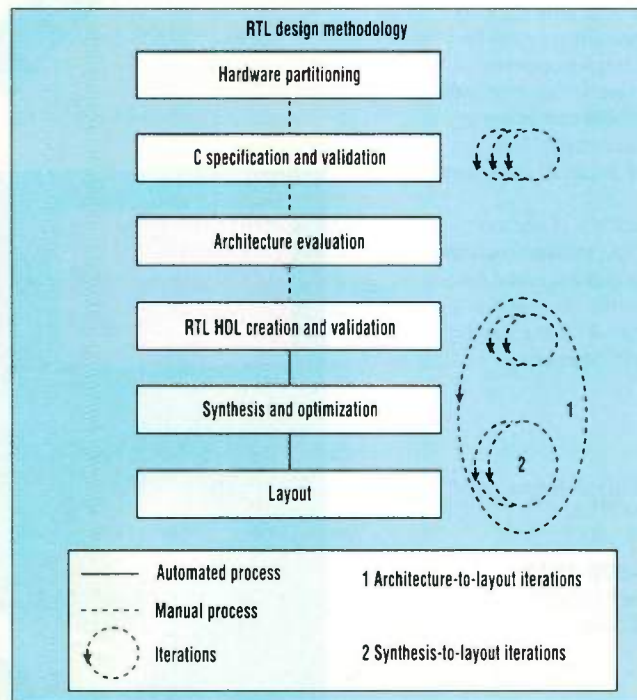 RTL design methodology
Hardware partitioning
C specification and validation
Architecture evaluation
RTL HDL creation and validation
Synthesis and optimization
1
2
Layout
Automated process
1 Architecture-to-layout iterations
Manual process
Iterations
2 Synthesis-to-layout iterations